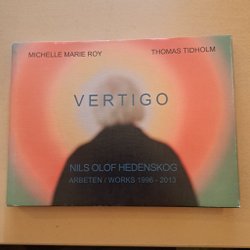 MICHELLE MARIE ROY THOMAS TIDHOLM
VERTIGO
NILS OLOF HEDENSKOG
ARBETEN / WORKS 1996 - 2013